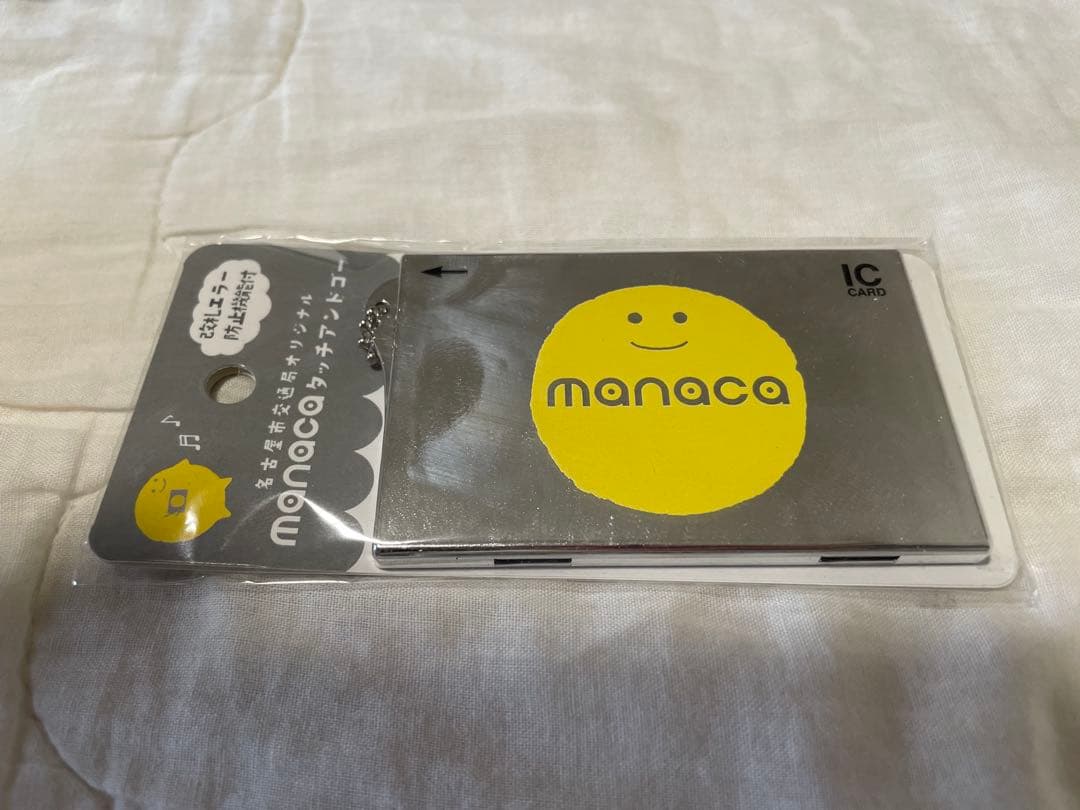 改札エラー
防止機能付
名古屋市交通局オリジナル
manacaタッチアンドゴー
←
IC
CARD
manaca